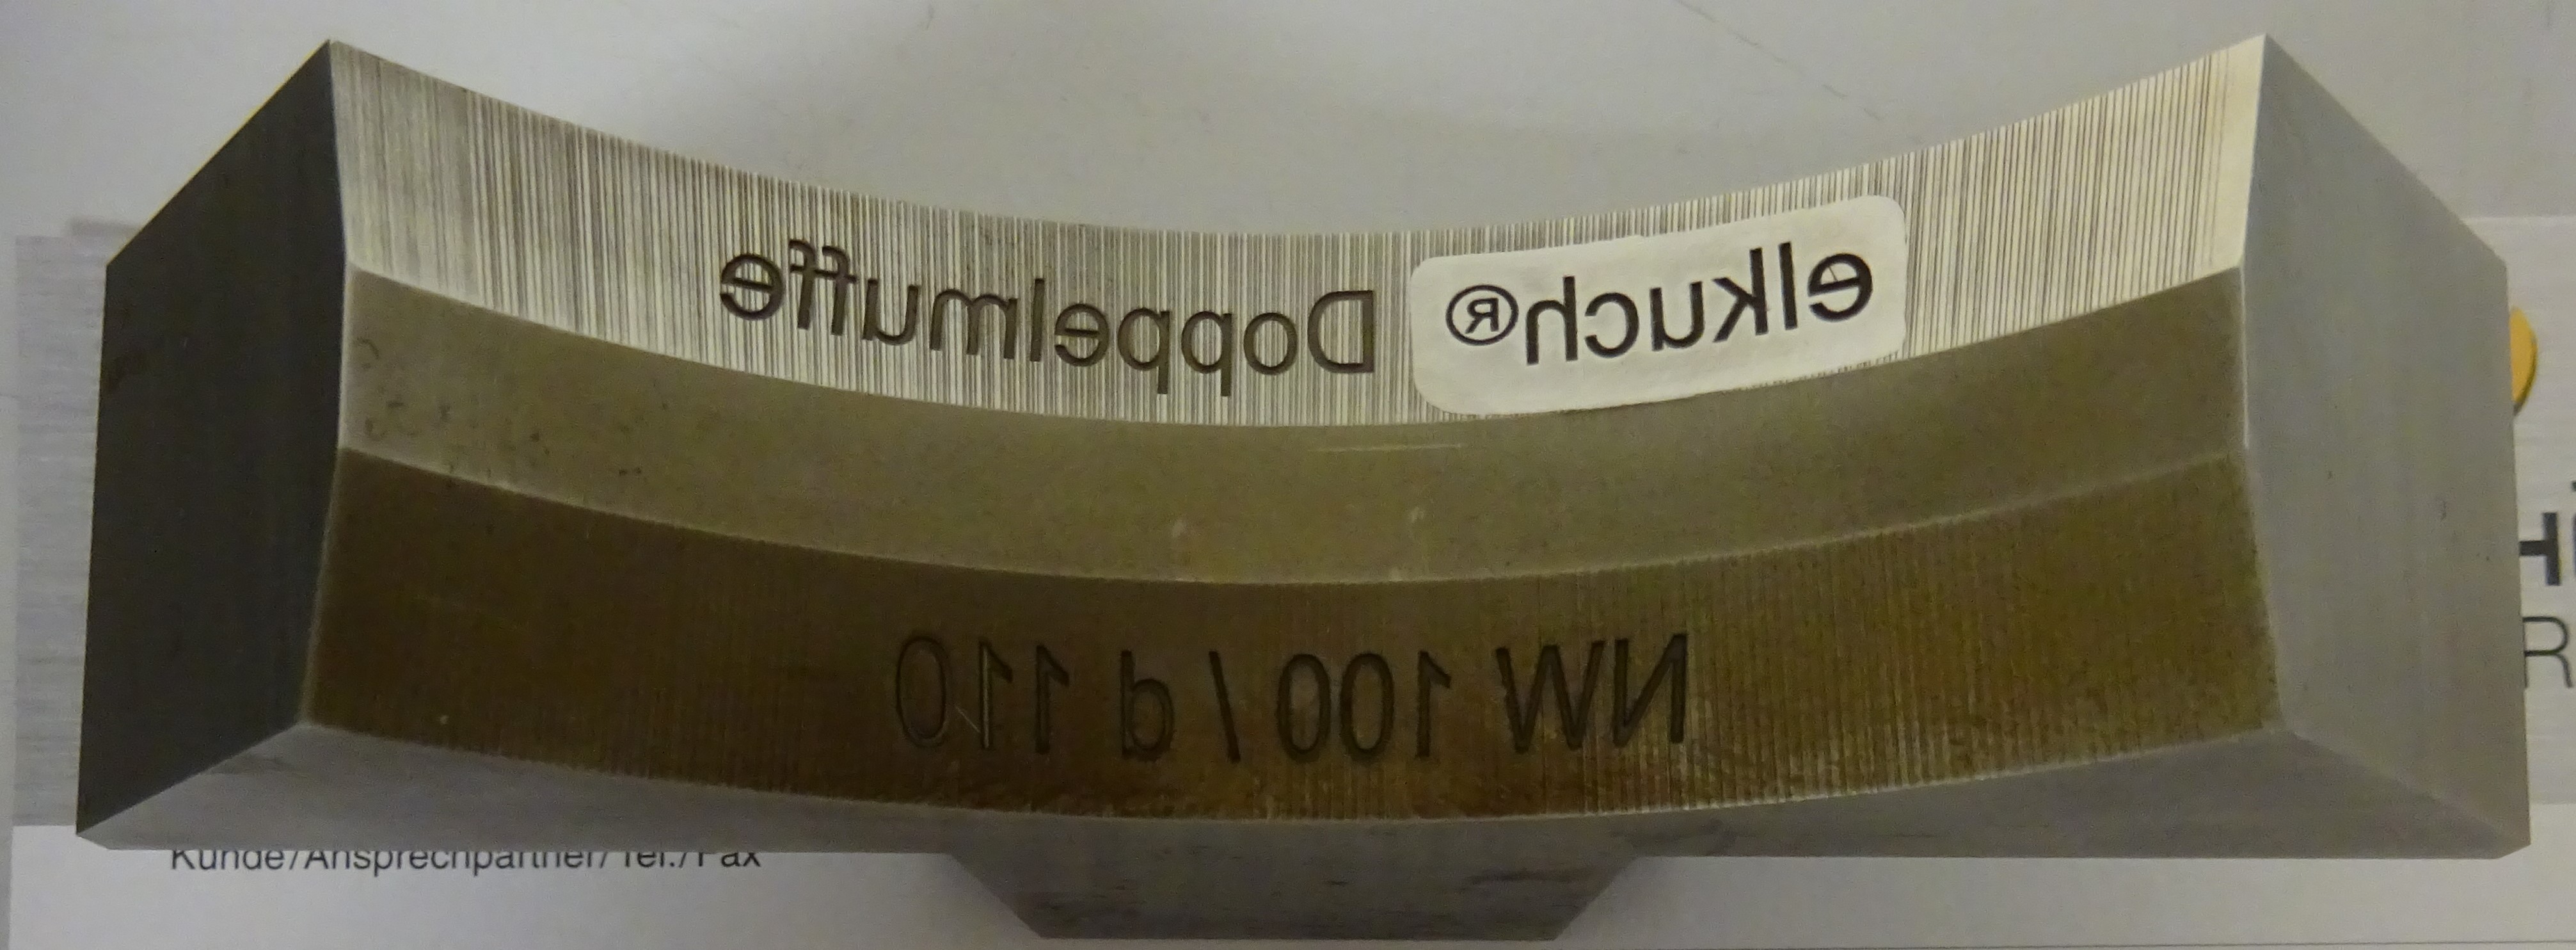 elkuch® Doppelmuffe
NW 100 / d 110
Kunde/Ansprechpartner/Tel./Fax